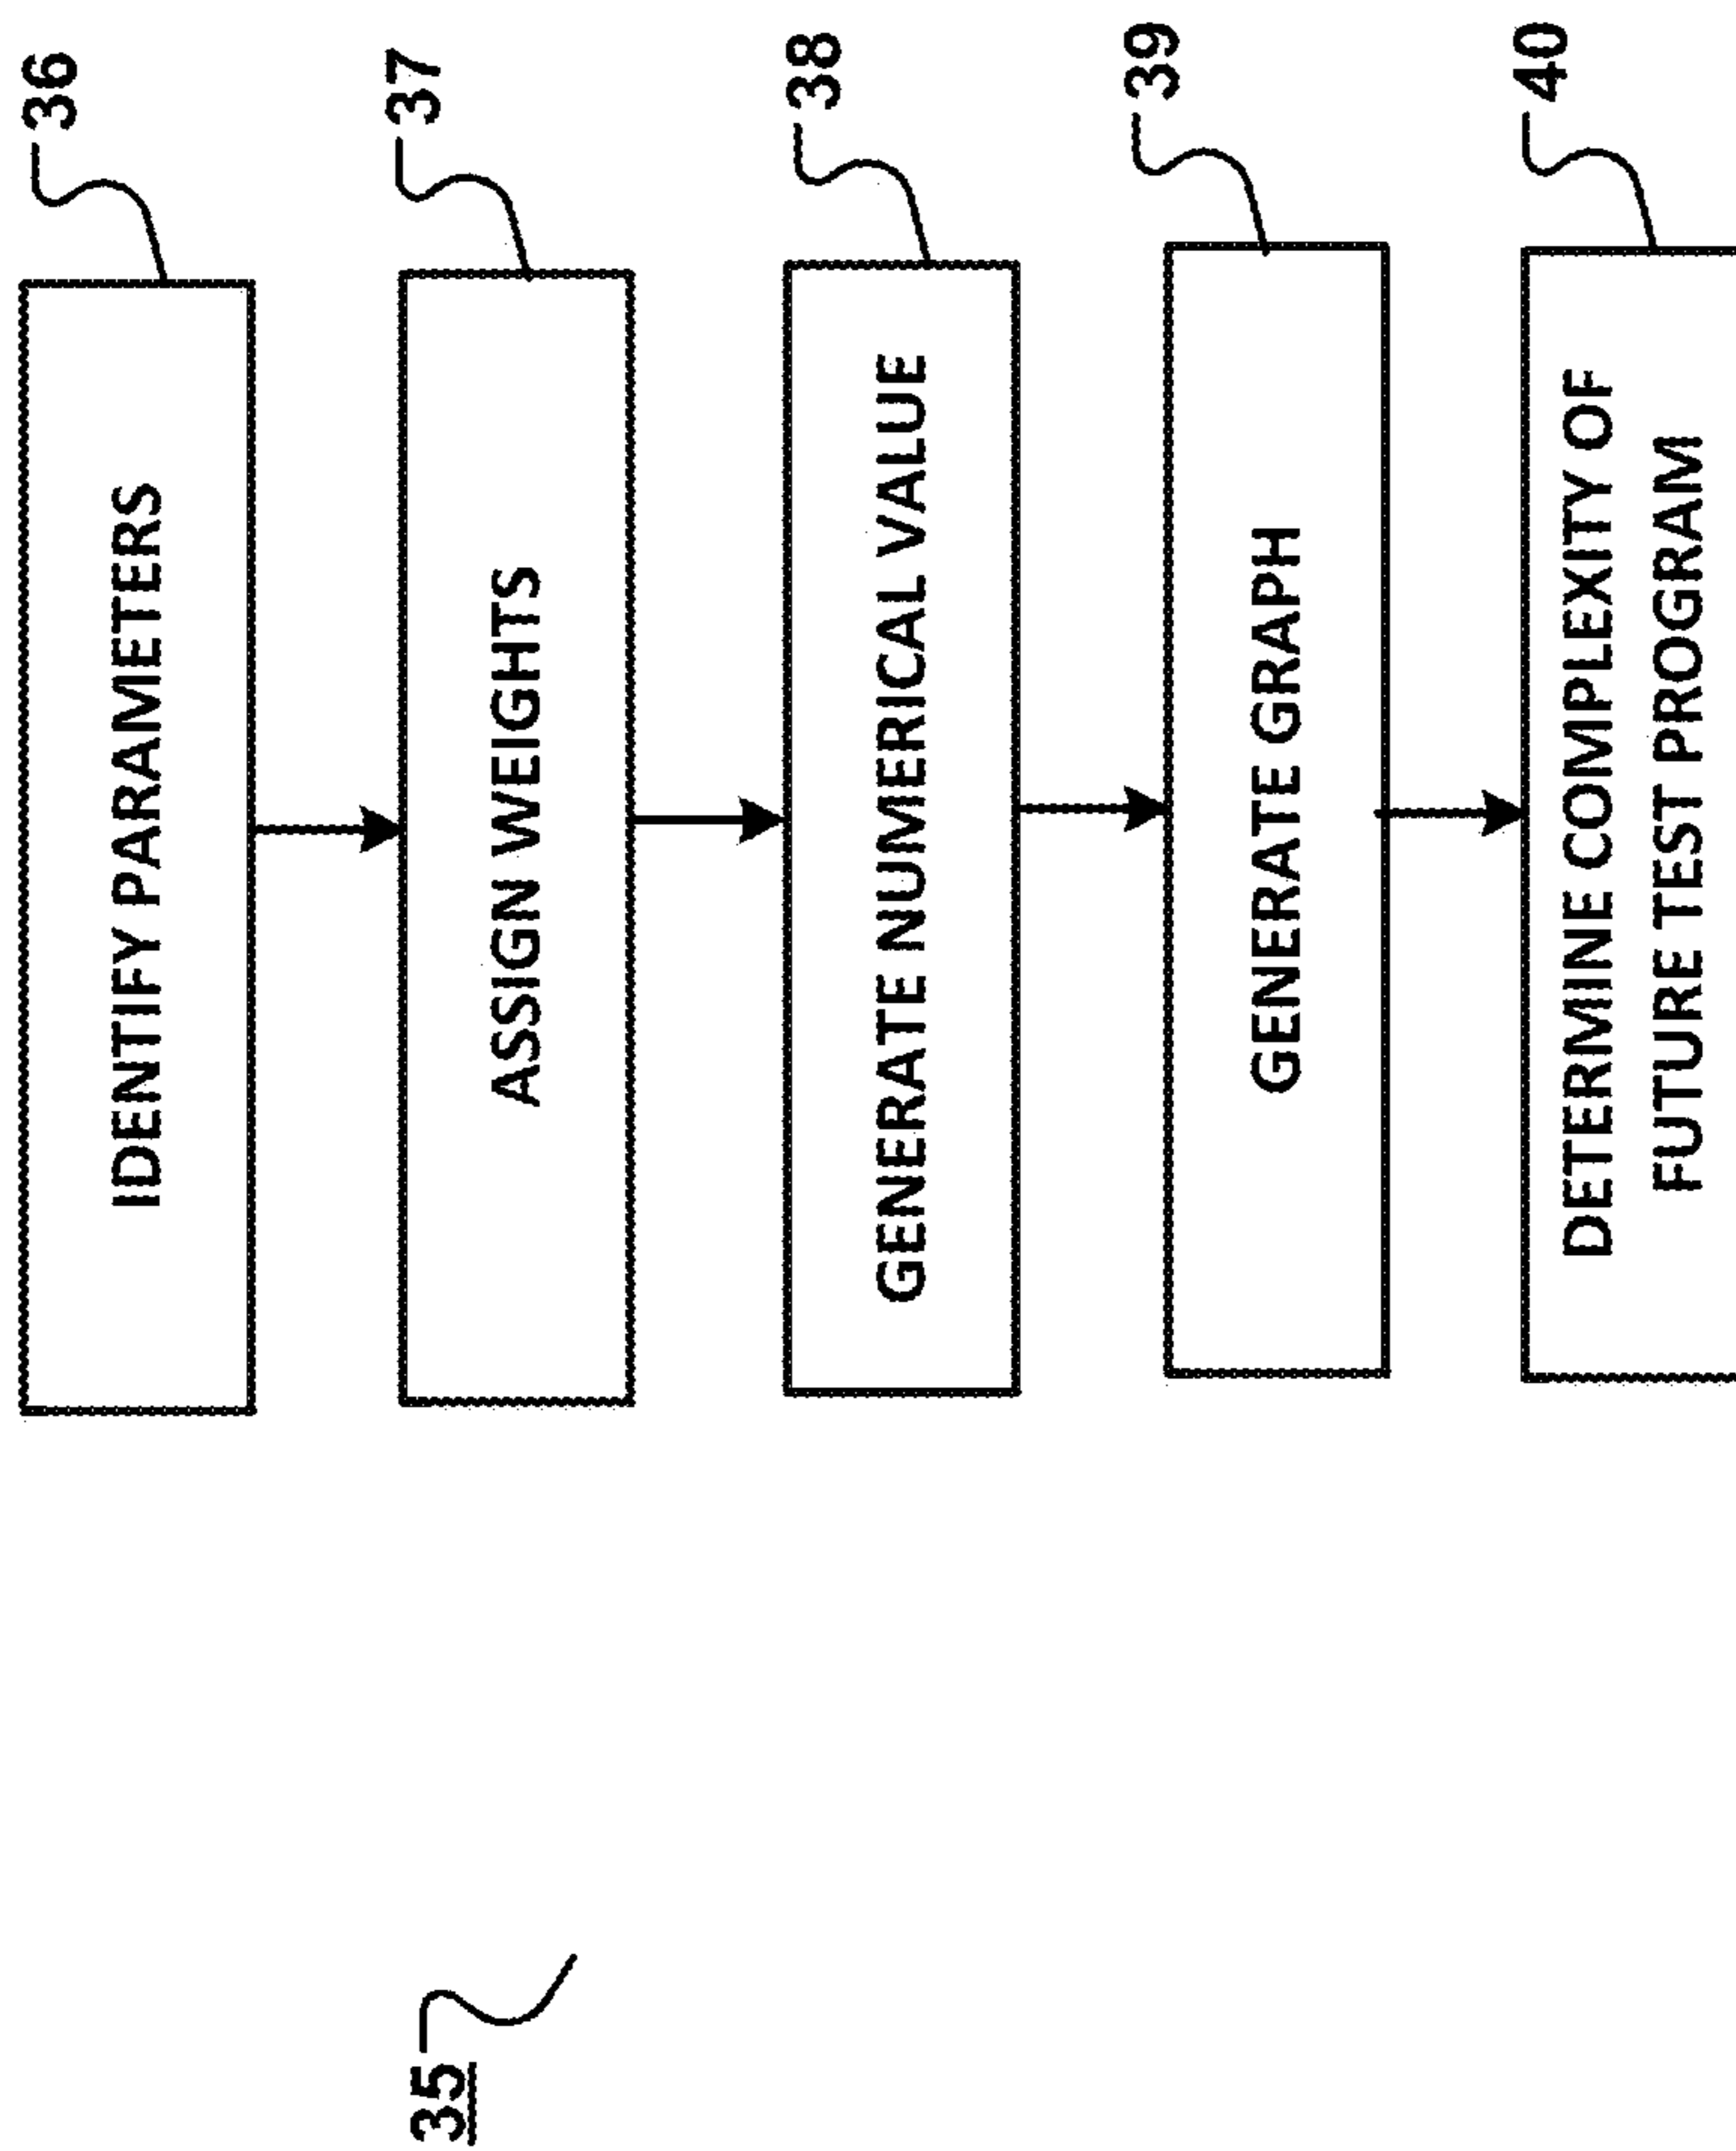 35
36
IDENTIFY PARAMETERS
37
ASSIGN WEIGHTS
38
GENERATE NUMERICAL VALUE
39
GENERATE GRAPH
40
DETERMINE COMPLEXITY OF
FUTURE TEST PROGRAM